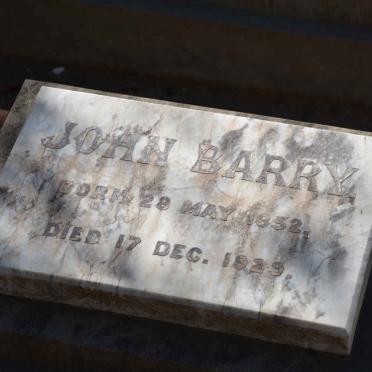 JOHN BARRY
BORN 28 MAY 1852.
DIED 17 DEC. 1929.